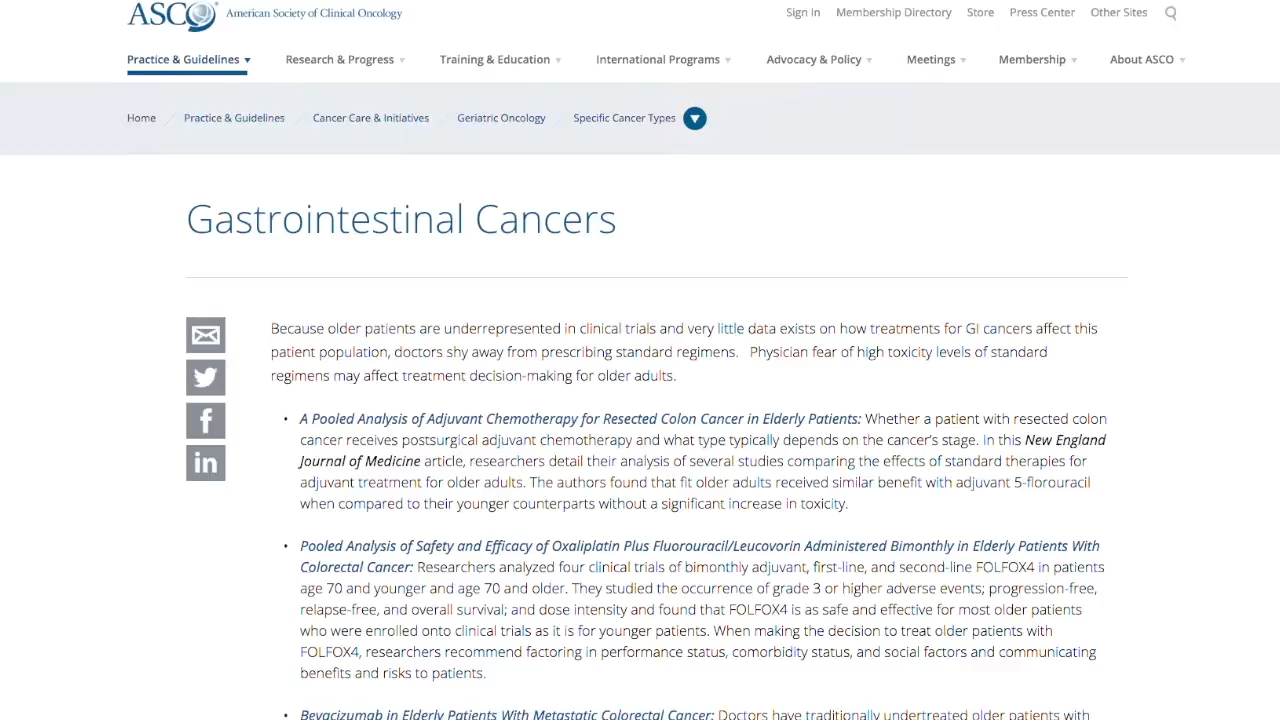 ASCO American Society of Clinical Oncology
Sign In Membership Directory Store Press Center Other Sites
Practice & Guidelines Research & Progress Training & Education International Programs Advocacy & Policy Meetings Membership About ASCO
Home Practice & Guidelines Cancer Care & Initiatives Geriatric Oncology Specific Cancer Types
Gastrointestinal Cancers
Because older patients are underrepresented in clinical trials and very little data exists on how treatments for GI cancers affect this
patient population, doctors shy away from prescribing standard regimens. Physician fear of high toxicity levels of standard
regimens may affect treatment decision-making for older adults.
• A Pooled Analysis of Adjuvant Chemotherapy for Resected Colon Cancer in Elderly Patients: Whether a patient with resected colon
cancer receives postsurgical adjuvant chemotherapy and what type typically depends on the cancer's stage. In this New England
Journal of Medicine article, researchers detail their analysis of several studies comparing the effects of standard therapies for
adjuvant treatment for older adults. The authors found that fit older adults received similar benefit with adjuvant 5-florouracil
when compared to their younger counterparts without a significant increase in toxicity.
• Pooled Analysis of Safety and Efficacy of Oxaliplatin Plus Fluorouracil/Leucovorin Administered Bimonthly in Elderly Patients With
Colorectal Cancer: Researchers analyzed four clinical trials of bimonthly adjuvant, first-line, and second-line FOLFOX4 in patients
age 70 and younger and age 70 and older. They studied the occurrence of grade 3 or higher adverse events; progression-free,
relapse-free, and overall survival; and dose intensity and found that FOLFOX4 is as safe and effective for most older patients
who were enrolled onto clinical trials as it is for younger patients. When making the decision to treat older patients with
FOLFOX4, researchers recommend factoring in performance status, comorbidity status, and social factors and communicating
benefits and risks to patients.
• Bevacizumab in Elderly Patients With Metastatic Colorectal Cancer: Doctors have traditionally undertreated older patients with